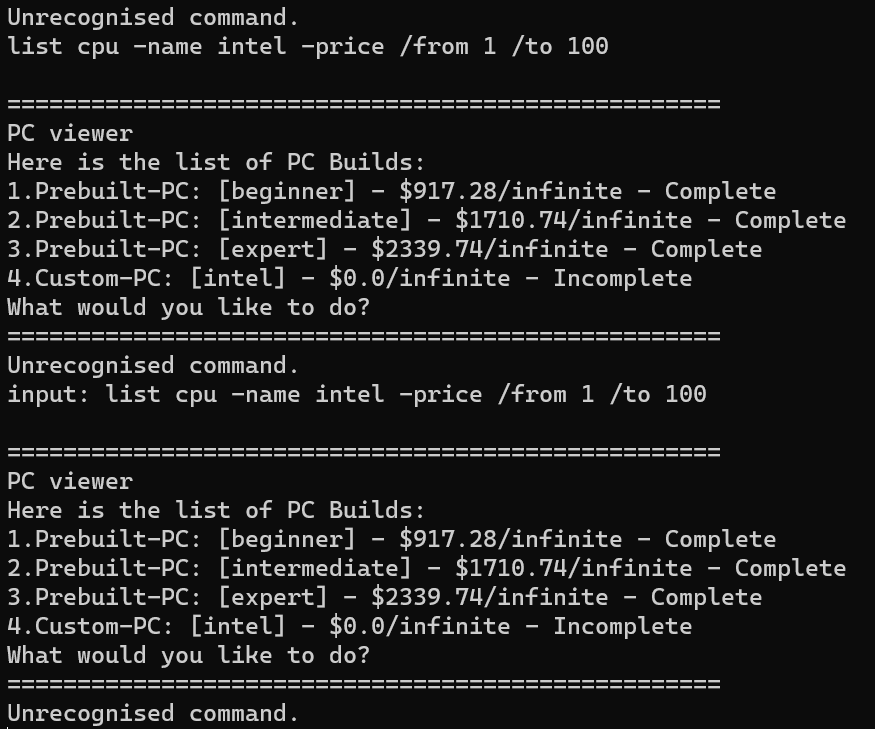 Unrecognised command.
list cpu -name intel -price /from 1 /to 100
===================================================
PC viewer
Here is the list of PC Builds:
1.Prebuilt-PC: [beginner] - $917.28/infinite - Complete
2.Prebuilt-PC: [intermediate] - $1710.74/infinite - Complete
3.Prebuilt-PC: [expert] - $2339.74/infinite - Complete
4.Custom-PC: [intel] - $0.0/infinite - Incomplete
What would you like to do?
===================================================
Unrecognised command.
input: list cpu -name intel -price /from 1 /to 100
===================================================
PC viewer
Here is the list of PC Builds:
1.Prebuilt-PC: [beginner] - $917.28/infinite - Complete
2.Prebuilt-PC: [intermediate] - $1710.74/infinite - Complete
3.Prebuilt-PC: [expert] - $2339.74/infinite - Complete
4.Custom-PC: [intel] - $0.0/infinite - Incomplete
What would you like to do?
===================================================
Unrecognised command.